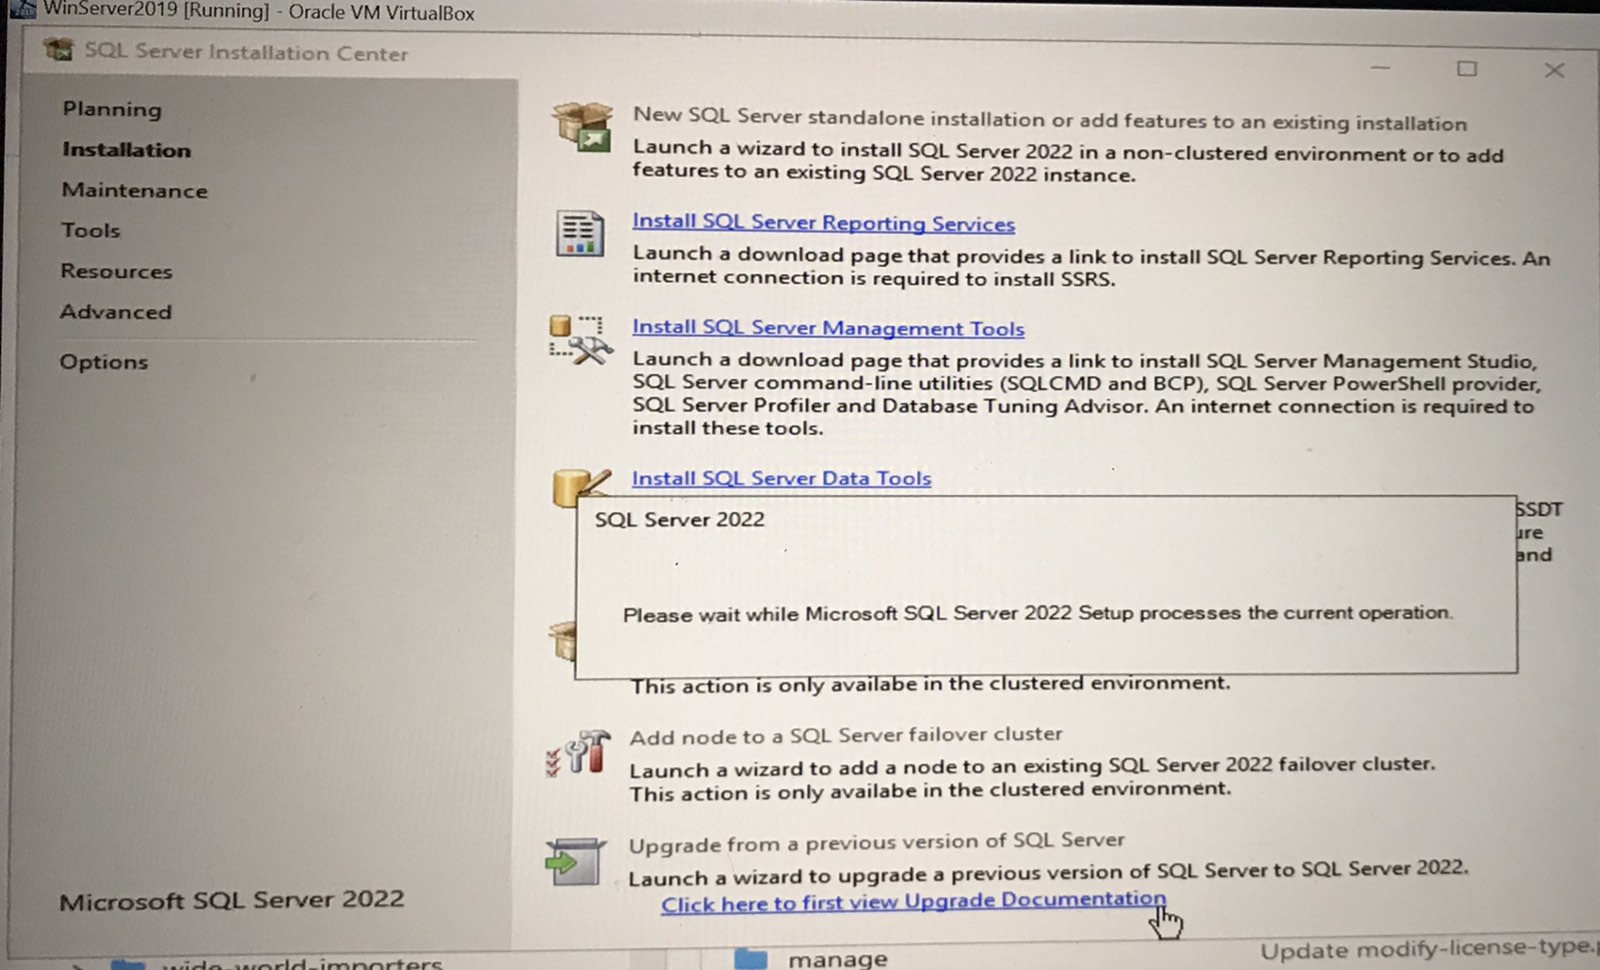 WinServer2019 [Running] - Oracle VM VirtualBox
SQL Server Installation Center
Planning
Installation
Maintenance
Tools
Resources
Advanced
Options
Microsoft SQL Server 2022
New SQL Server standalone installation or add features to an existing installation
Launch a wizard to install SQL Server 2022 in a non-clustered environment or to add
features to an existing SQL Server 2022 instance.
Install SQL Server Reporting Services
Launch a download page that provides a link to install SQL Server Reporting Services. An
internet connection is required to install SSRS.
Install SQL Server Management Tools
Launch a download page that provides a link to install SQL Server Management Studio,
SQL Server command-line utilities (SQLCMD and BCP), SQL Server PowerShell provider,
SQL Server Profiler and Database Tuning Advisor. An internet connection is required to
install these tools.
Install SQL Server Data Tools
SSDT
and
SQL Server 2022
Please wait while Microsoft SQL Server 2022 Setup processes the current operation.
This action is only availabe in the clustered environment.
Add node to a SQL Server failover cluster
Launch a wizard to add a node to an existing SQL Server 2022 failover cluster.
This action is only availabe in the clustered environment.
Upgrade from a previous version of SQL Server
Launch a wizard to upgrade a previous version of SQL Server to SQL Server 2022.
Click here to first view Upgrade Documentation
wide-world-importers
manage
Update modify-license-type.